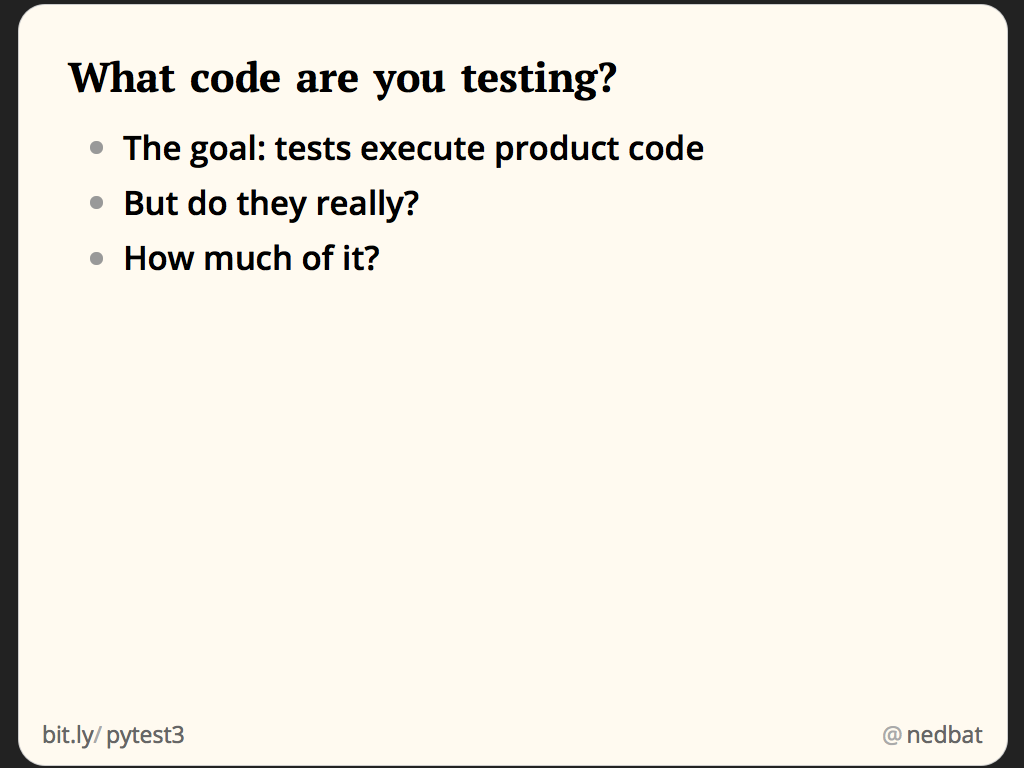 What code are you testing?
The goal: tests execute product code
But do they really?
How much of it?
bit.ly/ pytest3
@ nedbat